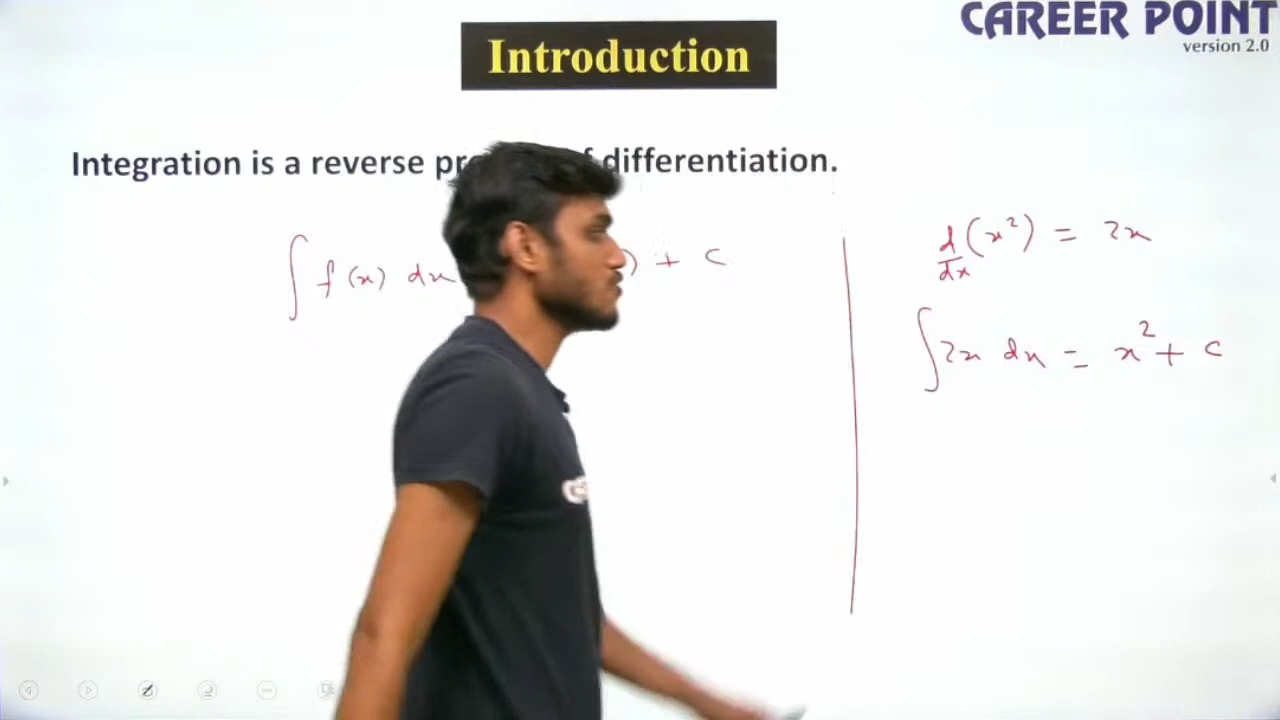 CAREER POINT
version 2.0
Introduction
Integration is a reverse pr f differentiation.
∫ f(x) dx ) + c
d/dx (x²) = 2x
∫ 2x dx = x² + c